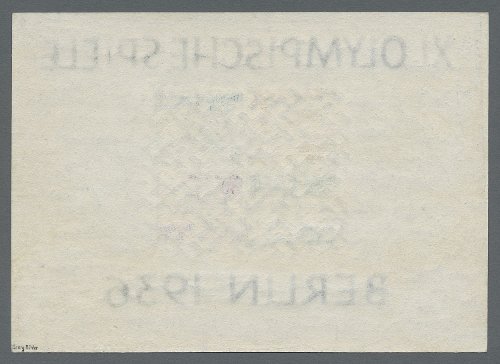 XI. OLYMPISCHE SPIELE
BERLIN 1936